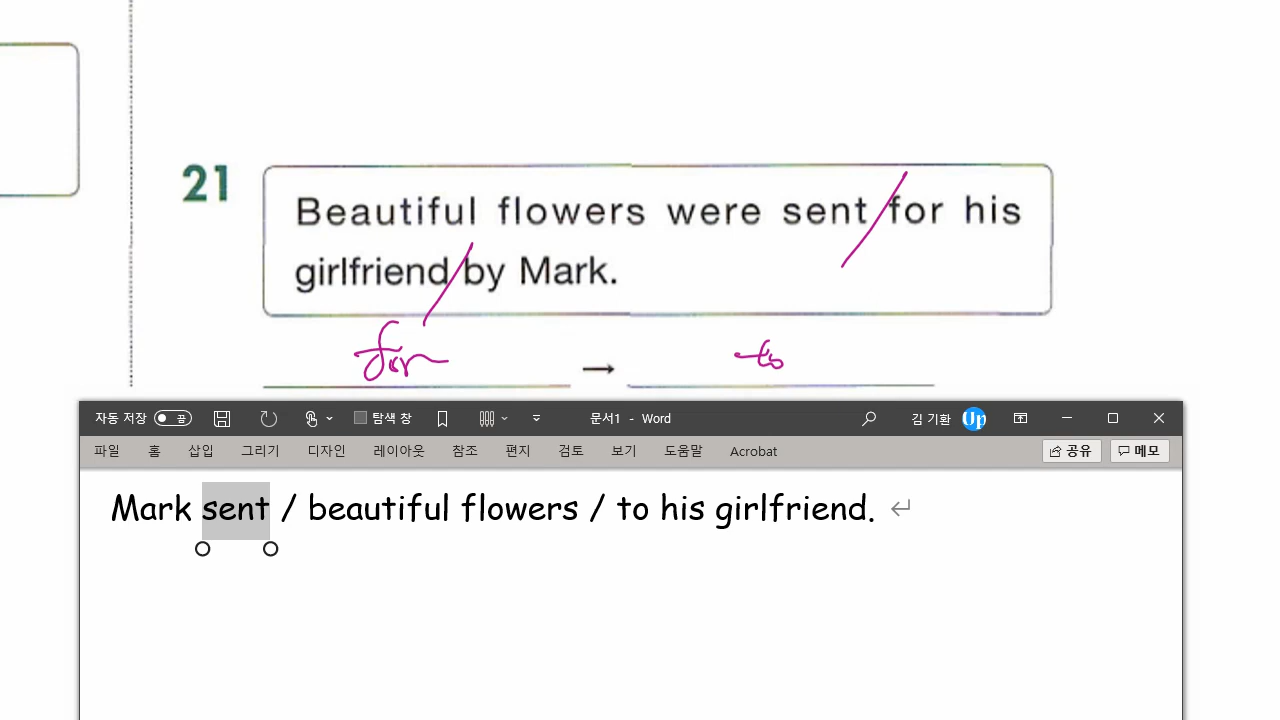 21
Beautiful flowers were sent for his
girlfriend by Mark.
for → to
자동 저장 끔 탐색 창 문서1 - Word 김 기환 Up
파일 홈 삽입 그리기 디자인 레이아웃 참조 편지 검토 보기 도움말 Acrobat 공유 메모
Mark sent / beautiful flowers / to his girlfriend.